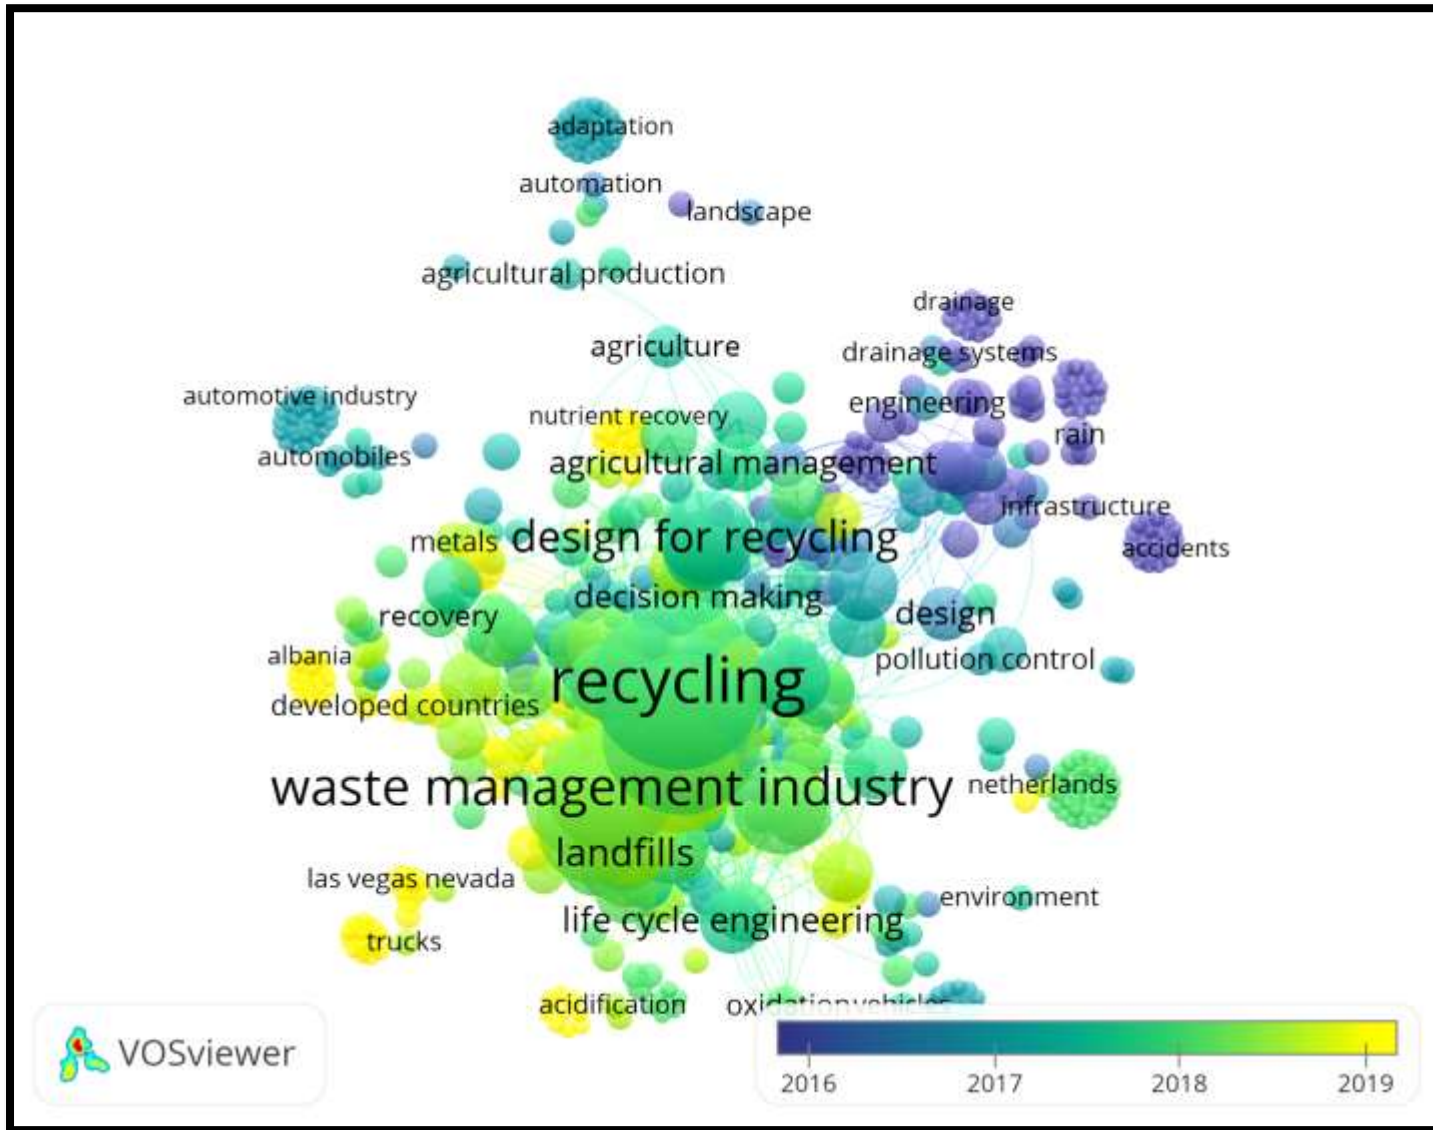 adaptation
automation
landscape
agricultural production
drainage
agriculture
drainage systems
automotive industry
engineering
nutrient recovery
rain
automobiles
agricultural management
infrastructure
metals
design for recycling
accidents
decision making
recovery
design
albania
pollution control
recycling
developed countries
waste management industry
netherlands
landfills
las vegas nevada
environment
life cycle engineering
trucks
acidification
oxidation
vehicles
VOSviewer
2016
2017
2018
2019